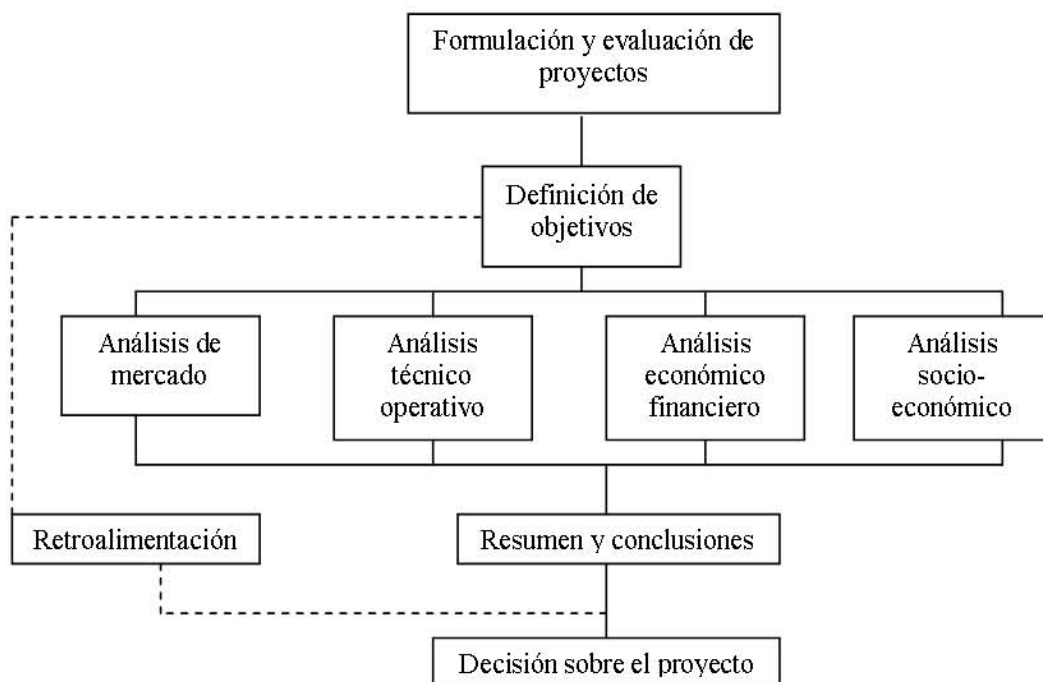 Formulación y evaluación de
proyectos
Definición de
objetivos
Análisis de
mercado
Análisis
técnico
operativo
Análisis
económico
financiero
Análisis
socio-
económico
Retroalimentación
Resumen y conclusiones
Decisión sobre el proyecto